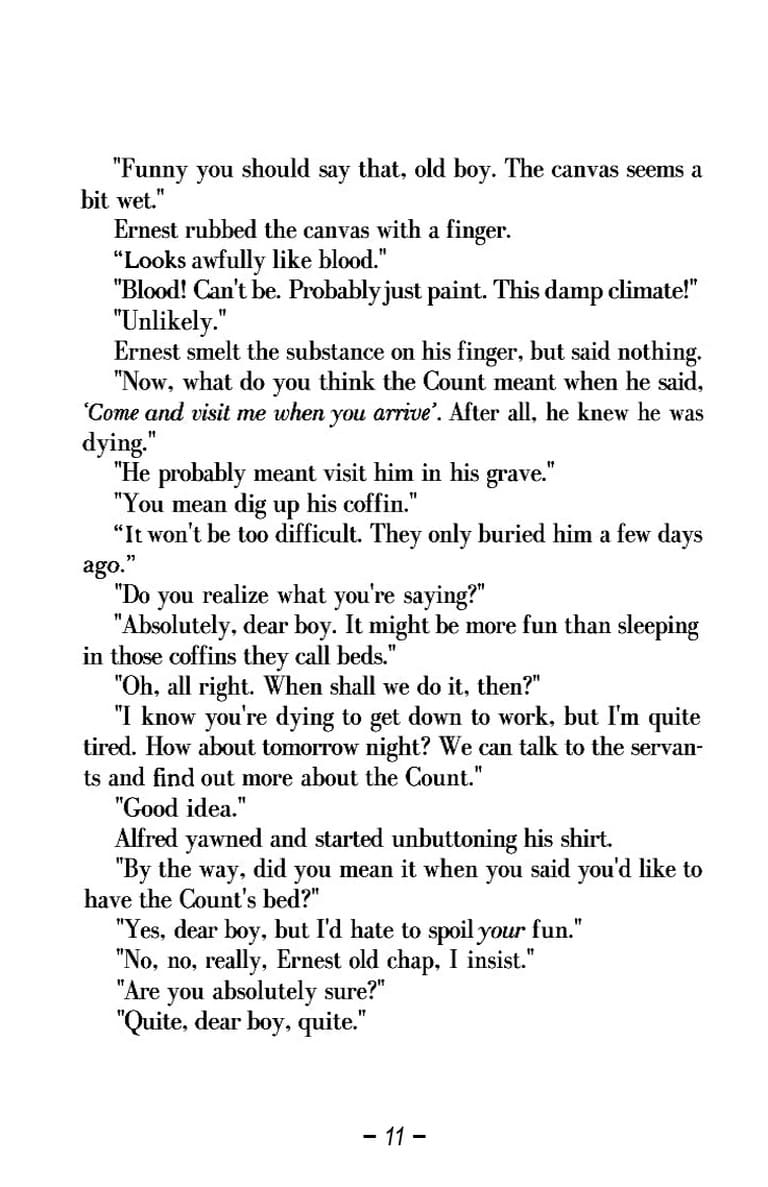 "Funny you should say that, old boy. The canvas seems a
bit wet."
Ernest rubbed the canvas with a finger.
“Looks awfully like blood."
"Blood! Can't be. Probably just paint. This damp climate!"
"Unlikely."
Ernest smelt the substance on his finger, but said nothing.
"Now, what do you think the Count meant when he said,
‘Come and visit me when you arrive’. After all, he knew he was
dying."
"He probably meant visit him in his grave."
"You mean dig up his coffin."
“It won't be too difficult. They only buried him a few days
ago.”
"Do you realize what you're saying?"
"Absolutely, dear boy. It might be more fun than sleeping
in those coffins they call beds."
"Oh, all right. When shall we do it, then?"
"I know you're dying to get down to work, but I'm quite
tired. How about tomorrow night? We can talk to the servan-
ts and find out more about the Count."
"Good idea."
Alfred yawned and started unbuttoning his shirt.
"By the way, did you mean it when you said you'd like to
have the Count's bed?"
"Yes, dear boy, but I'd hate to spoil your fun."
"No, no, really, Ernest old chap, I insist."
"Are you absolutely sure?"
"Quite, dear boy, quite."
– 11 –